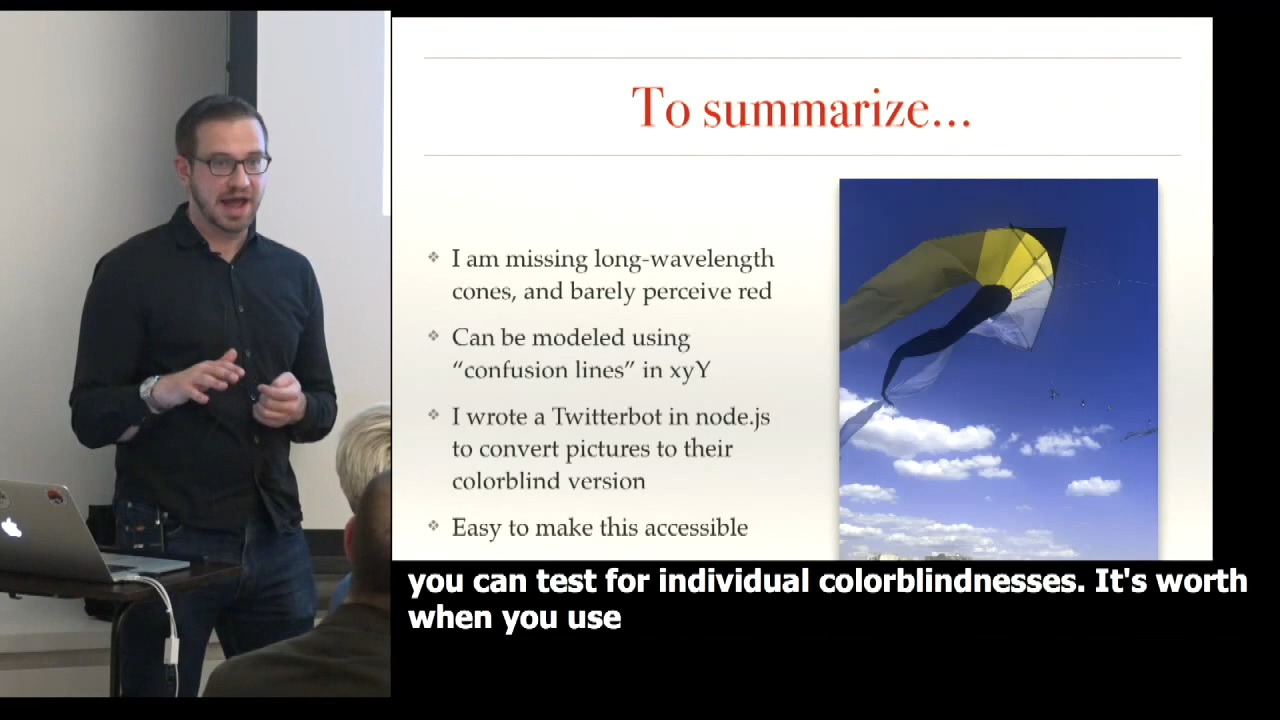 To summarize...
I am missing long-wavelength
cones, and barely perceive red
Can be modeled using
“confusion lines” in xyY
I wrote a Twitterbot in node.js
to convert pictures to their
colorblind version
Easy to make this accessible
you can test for individual colorblindnesses. It's worth
when you use